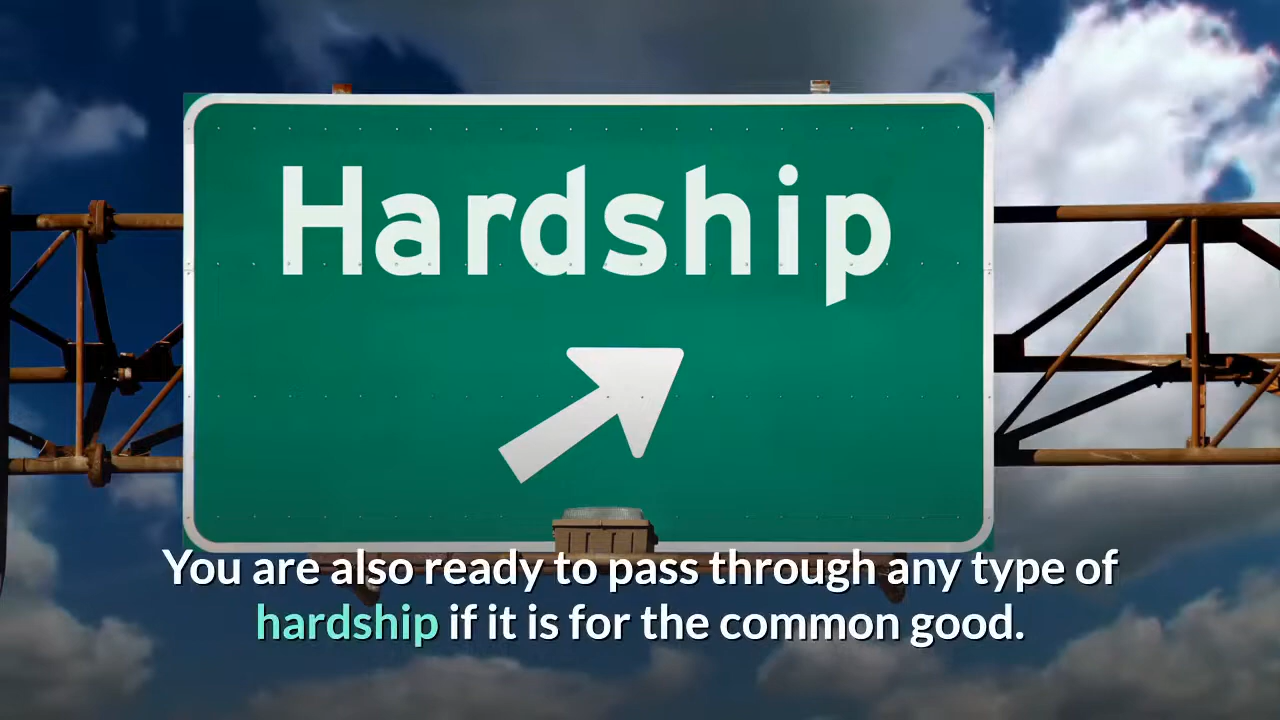 Hardship
You are also ready to pass through any type of
hardship if it is for the common good.